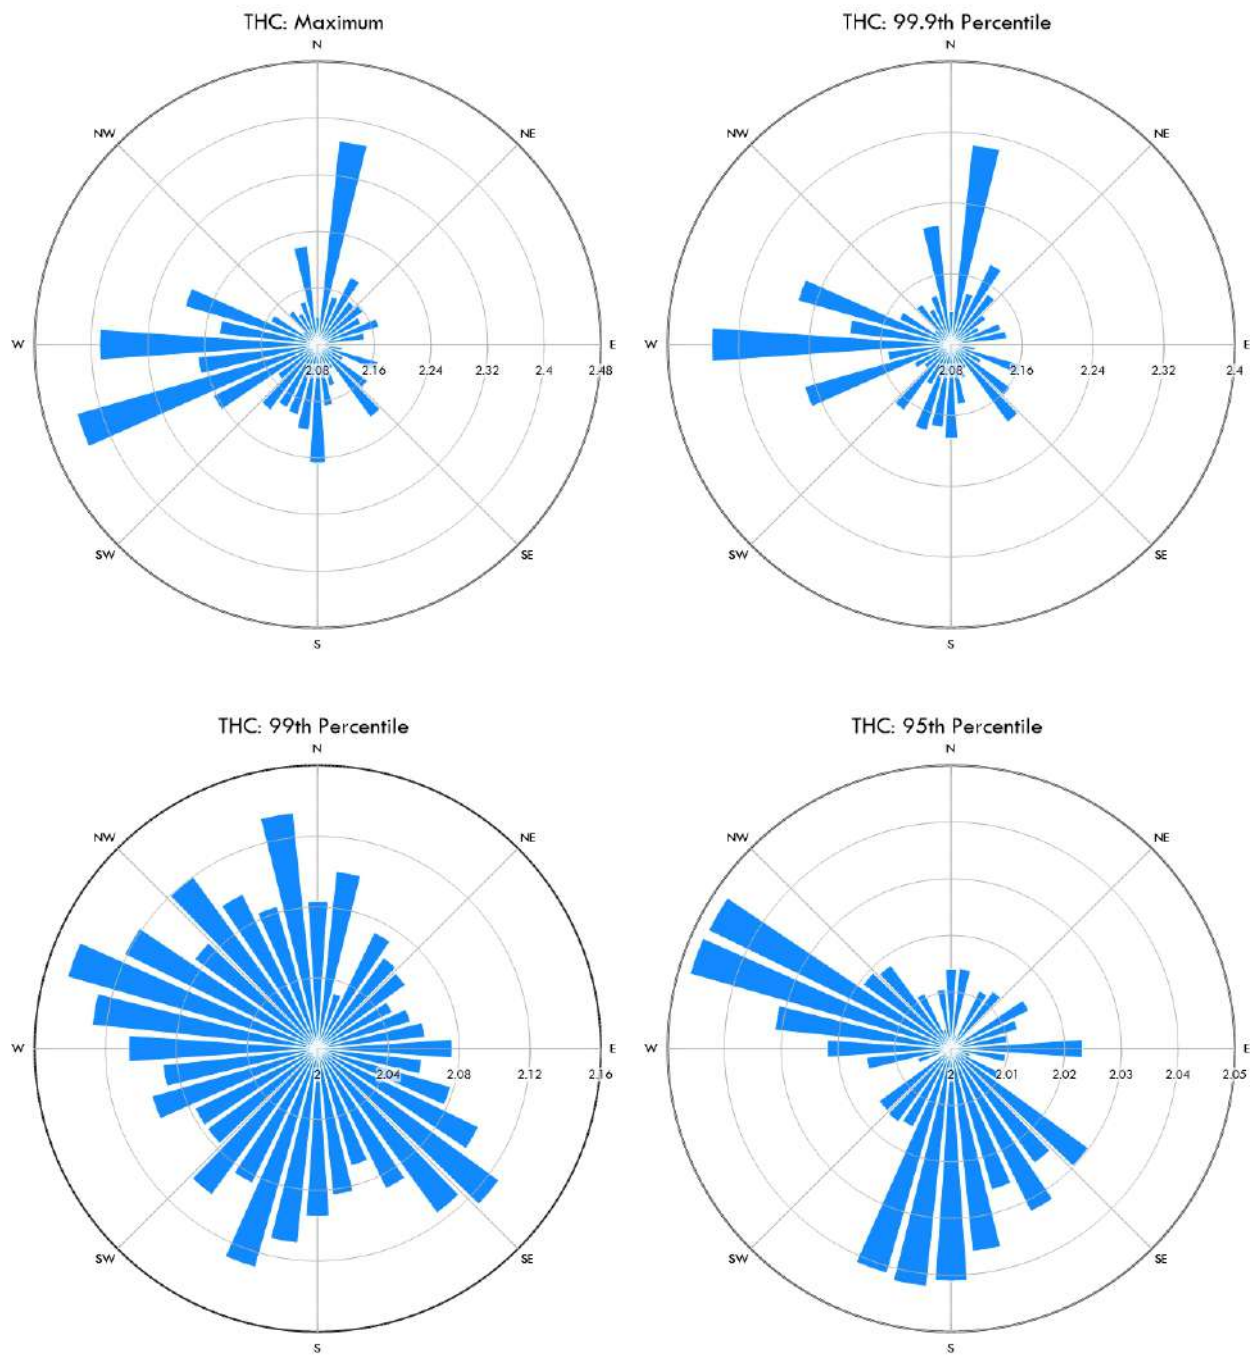 THC: Maximum
N
NW
NE
W
E
2.08
2.16
2.24
2.32
2.4
2.48
SW
SE
S
THC: 99.9th Percentile
N
NW
NE
W
E
2.08
2.16
2.24
2.32
2.4
SW
SE
S
THC: 99th Percentile
N
NW
NE
W
E
2
2.04
2.08
2.12
2.16
SW
SE
S
THC: 95th Percentile
N
NW
NE
W
E
2
2.01
2.02
2.03
2.04
2.05
SW
SE
S